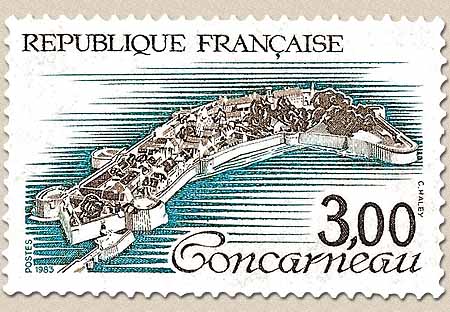 REPUBLIQUE FRANÇAISE
C.HALEY
3,00
Concarneau
POSTES 1983